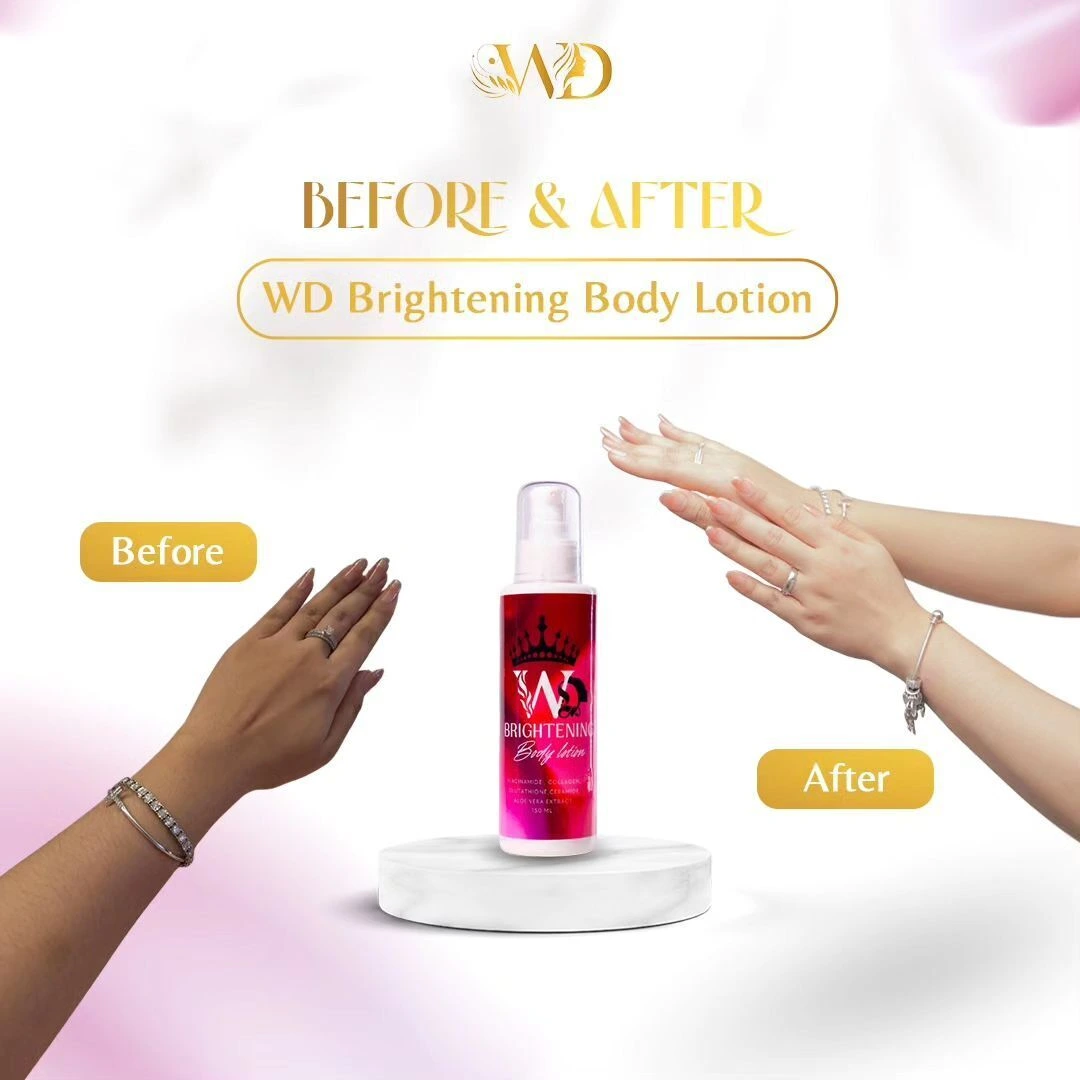 WD
BEFORE & AFTER
WD Brightening Body Lotion
Before
After
WD
BRIGHTENING
Body lotion
NIACINAMIDE, COLLAGEN,
GLUTATHIONE, CERAMIDE,
ALOE VERA EXTRACT
150 ML